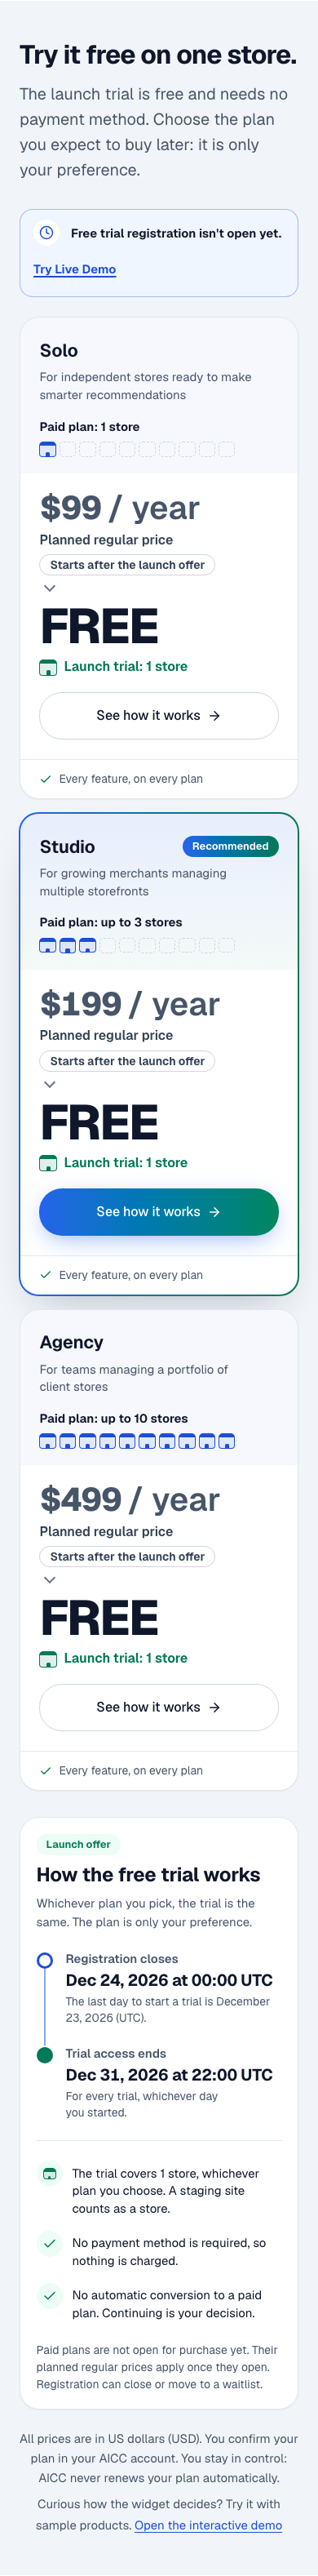 Try it free on one store.
The launch trial is free and needs no
payment method. Choose the plan
you expect to buy later: it is only
your preference.
Free trial registration isn't open yet.
Try Live Demo
Solo
For independent stores ready to make
smarter recommendations
Paid plan: 1 store
$99 / year
Planned regular price
Starts after the launch offer
FREE
Launch trial: 1 store
See how it works →
Every feature, on every plan
Studio
Recommended
For growing merchants managing
multiple storefronts
Paid plan: up to 3 stores
$199 / year
Planned regular price
Starts after the launch offer
FREE
Launch trial: 1 store
See how it works →
Every feature, on every plan
Agency
For teams managing a portfolio of
client stores
Paid plan: up to 10 stores
$499 / year
Planned regular price
Starts after the launch offer
FREE
Launch trial: 1 store
See how it works →
Every feature, on every plan
Launch offer
How the free trial works
Whichever plan you pick, the trial is the
same. The plan is only your preference.
Registration closes
Dec 24, 2026 at 00:00 UTC
The last day to start a trial is December
23, 2026 (UTC).
Trial access ends
Dec 31, 2026 at 22:00 UTC
For every trial, whichever day
you started.
The trial covers 1 store, whichever
plan you choose. A staging site
counts as a store.
No payment method is required, so
nothing is charged.
No automatic conversion to a paid
plan. Continuing is your decision.
Paid plans are not open for purchase yet. Their
planned regular prices apply once they open.
Registration can close or move to a waitlist.
All prices are in US dollars (USD). You confirm your
plan in your AICC account. You stay in control:
AICC never renews your plan automatically.
Curious how the widget decides? Try it with
sample products. Open the interactive demo